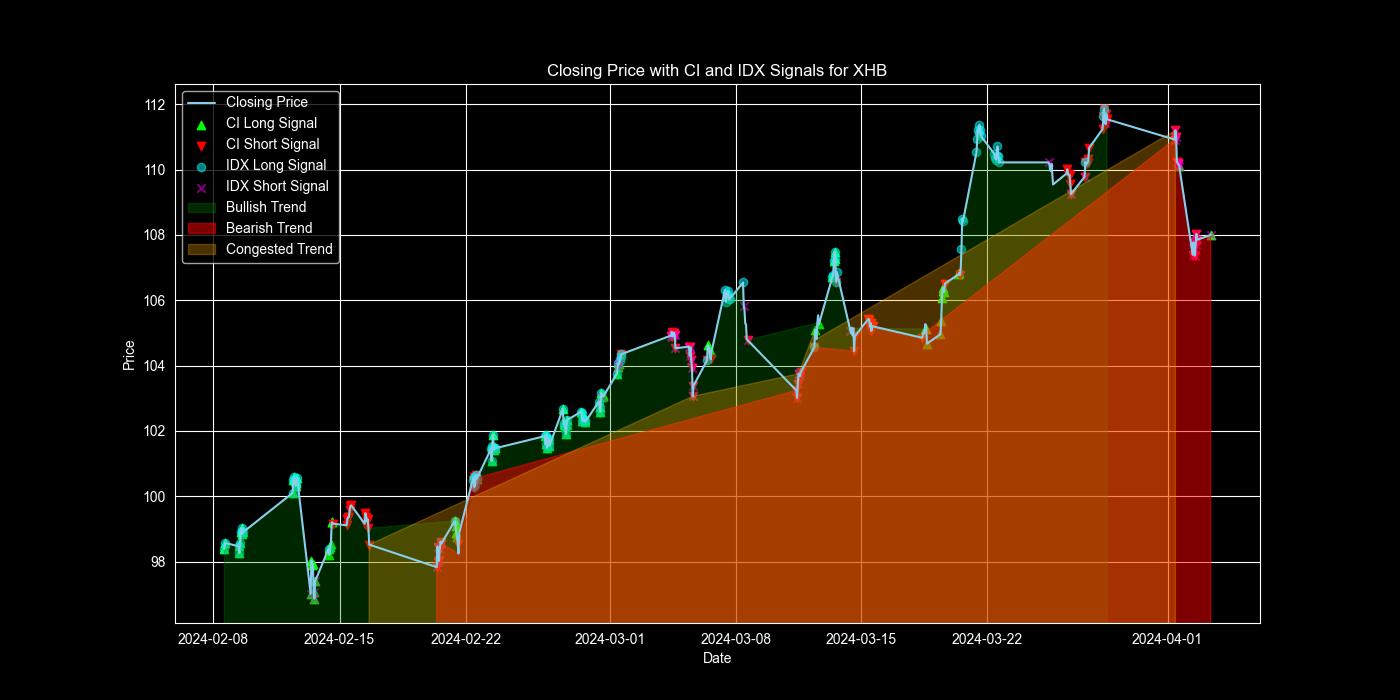 Closing Price with CI and IDX Signals for XHB
Closing Price
CI Long Signal
CI Short Signal
IDX Long Signal
IDX Short Signal
Bullish Trend
Bearish Trend
Congested Trend
112
110
108
106
104
102
100
98
Price
2024-02-08 2024-02-15 2024-02-22 2024-03-01 2024-03-08 2024-03-15 2024-03-22 2024-04-01
Date